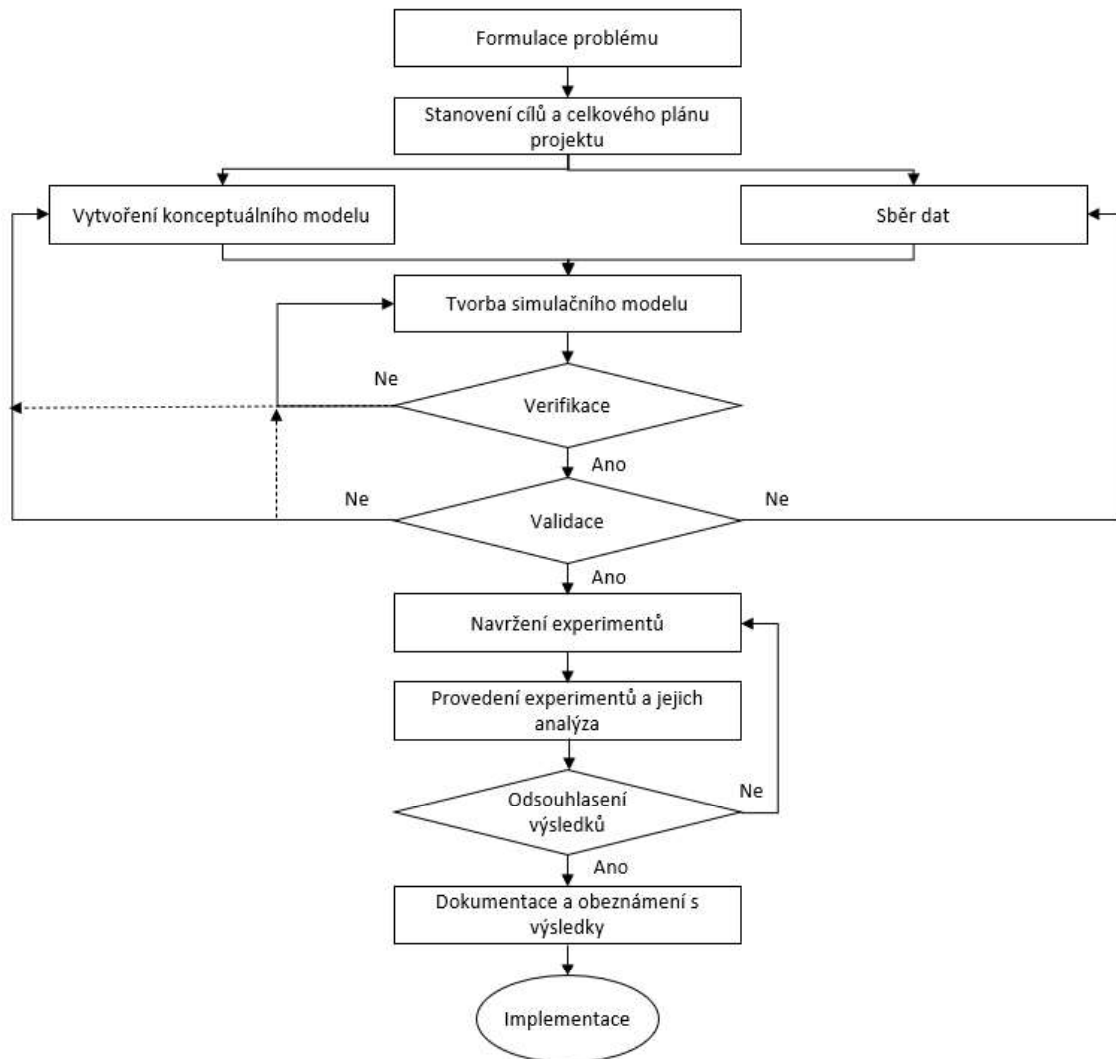 Formulace problému
Stanovení cílů a celkového plánu
projektu
Vytvoření konceptuálního modelu
Sběr dat
Tvorba simulačního modelu
Ne
Verifikace
Ano
Ne
Validace
Ne
Ano
Navržení experimentů
Provedení experimentů a jejich
analýza
Odsouhlasení
výsledků
Ne
Ano
Dokumentace a obeznámení s
výsledky
Implementace